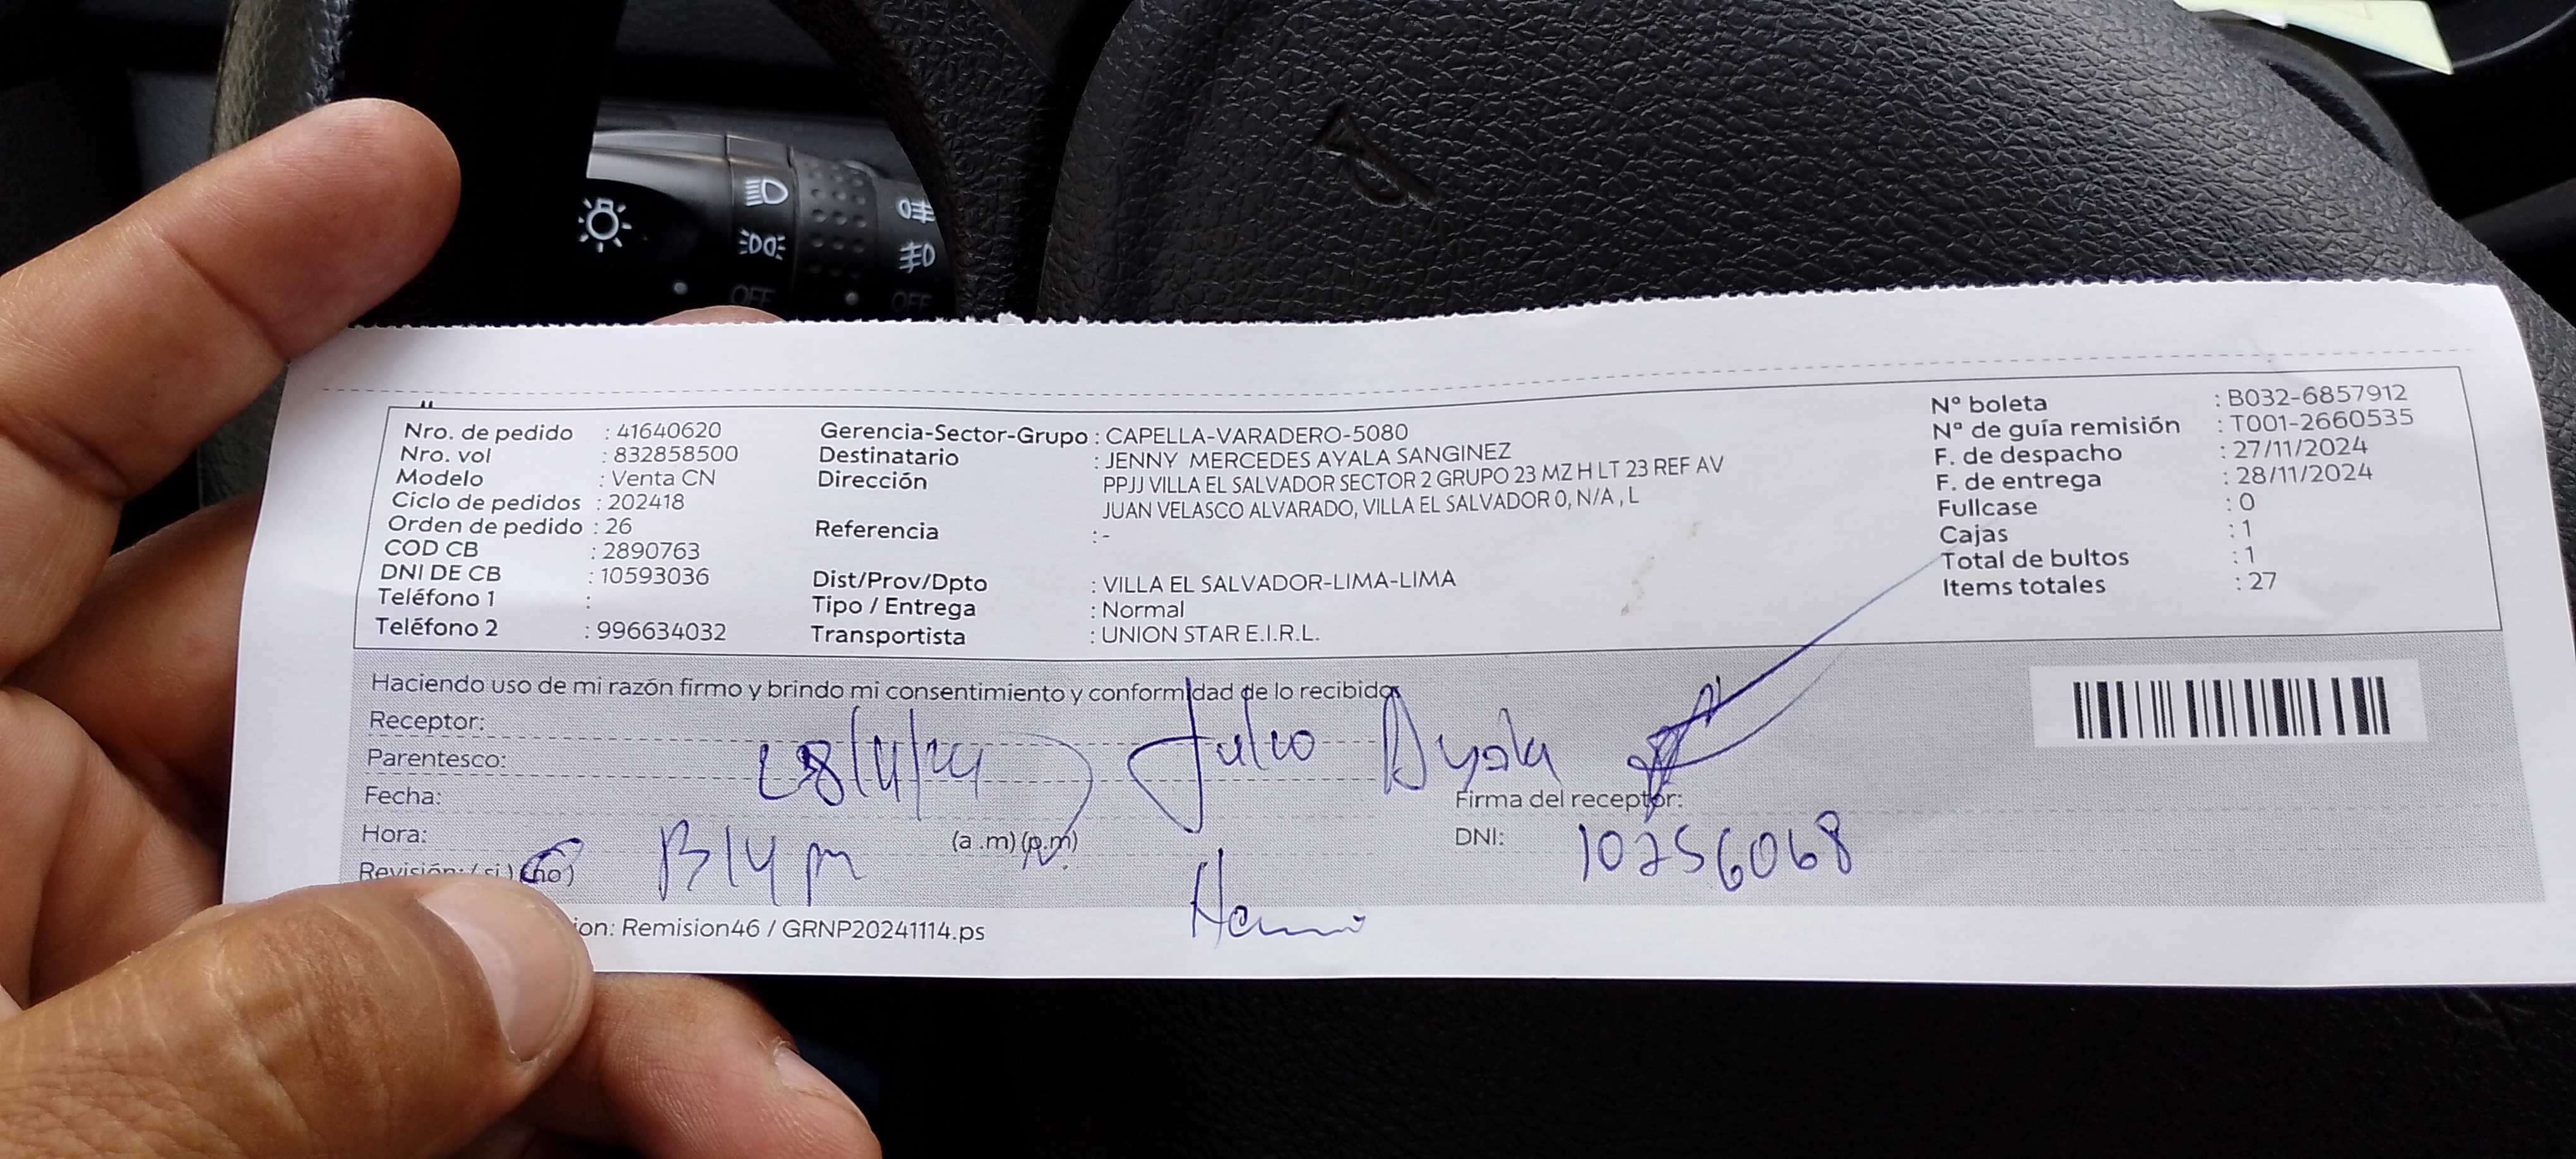 OFF OFF
Nro. de pedido : 41640620
Nro. vol : 832858500
Modelo : Venta CN
Ciclo de pedidos : 202418
Orden de pedido : 26
COD CB : 2890763
DNI DE CB : 10593036
Teléfono 1 :
Teléfono 2 : 996634032
Gerencia-Sector-Grupo : CAPELLA-VARADERO-5080
Destinatario : JENNY MERCEDES AYALA SANGINEZ
Dirección PPJJ VILLA EL SALVADOR SECTOR 2 GRUPO 23 MZ H LT 23 REF AV
JUAN VELASCO ALVARADO, VILLA EL SALVADOR 0, N/A , L
Referencia : -
Dist/Prov/Dpto : VILLA EL SALVADOR-LIMA-LIMA
Tipo / Entrega : Normal
Transportista : UNION STAR E.I.R.L.
Nº boleta : B032-6857912
Nº de guía remisión : T001-2660535
F. de despacho : 27/11/2024
F. de entrega : 28/11/2024
Fullcase : 0
Cajas : 1
Total de bultos : 1
Items totales : 27
Haciendo uso de mi razón firmo y brindo mi consentimiento y conformidad de lo recibido
Receptor:
Parentesco: 28/11/24 Julio Ayala
Fecha: Firma del receptor:
Hora: (a .m) (p.m) DNI: 10256068
Revisión: (si) (no)
ion: Remision46 / GRNP20241114.ps